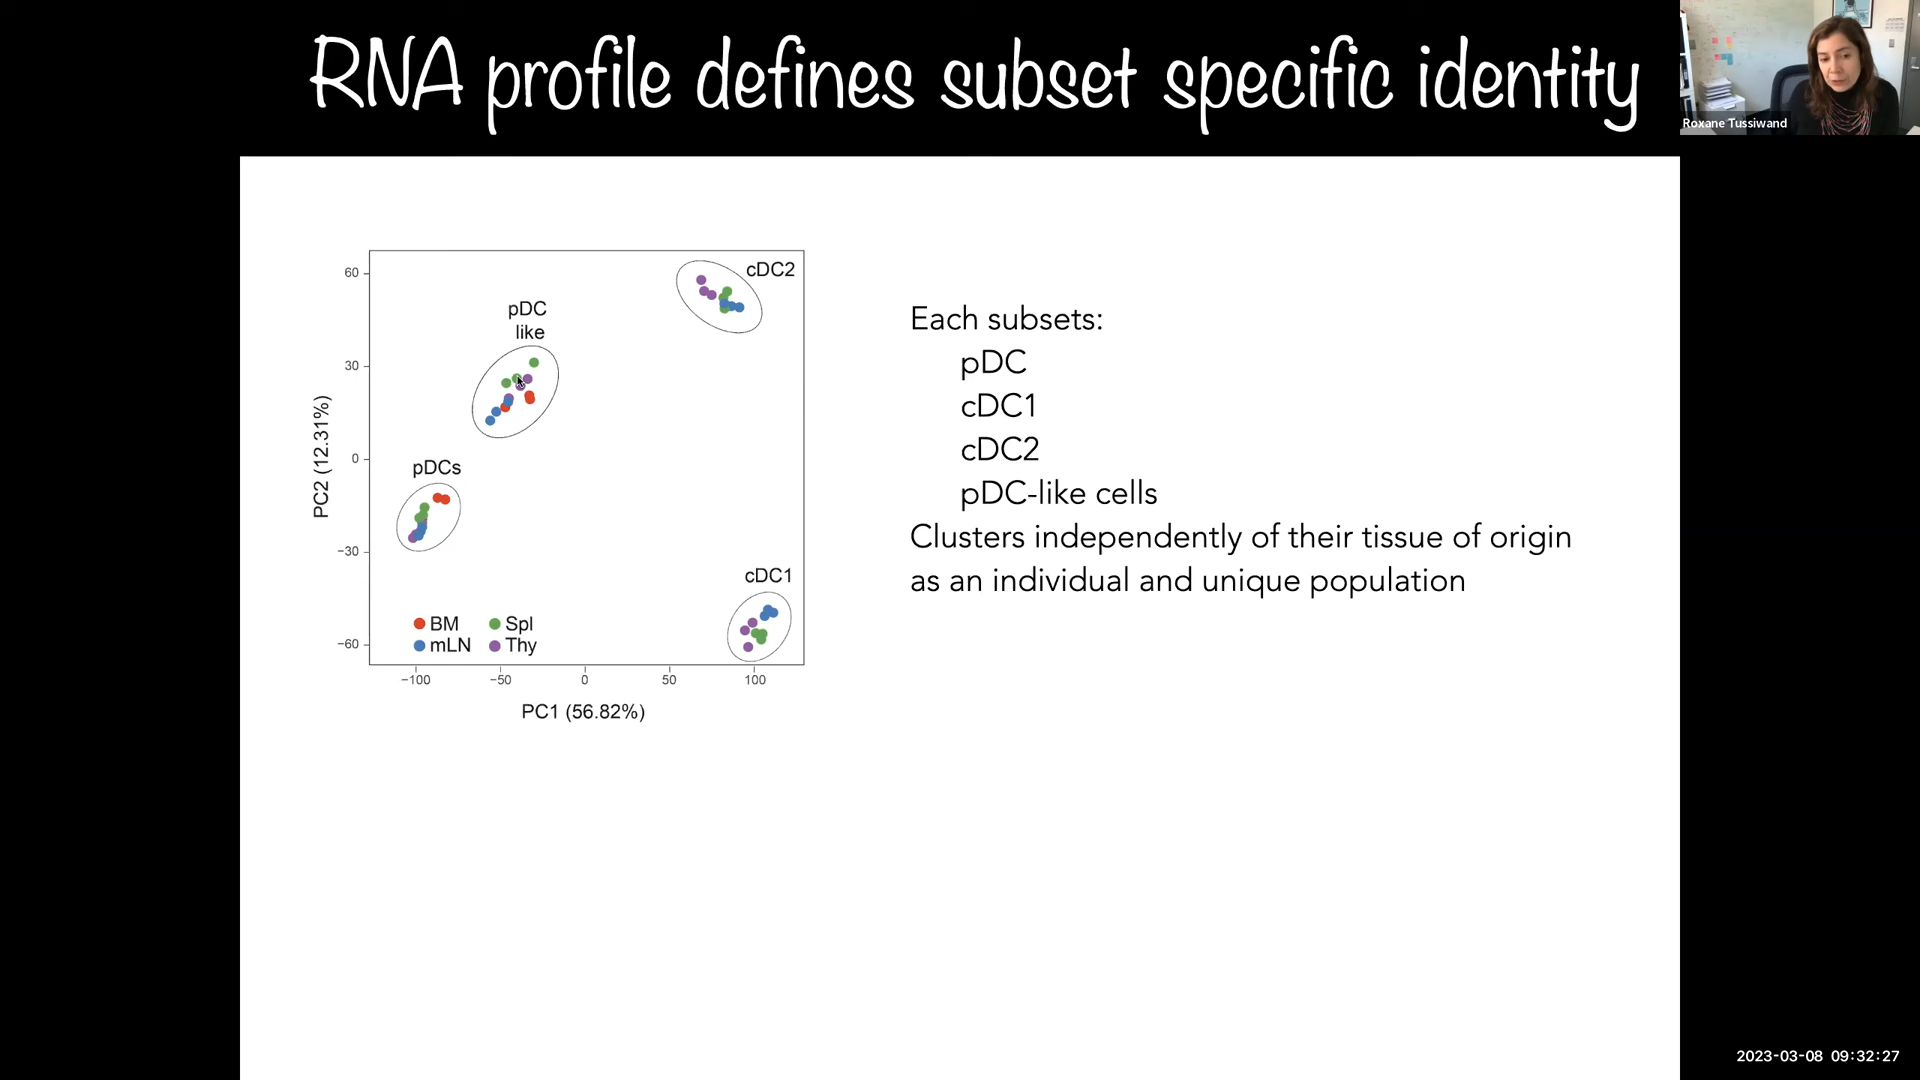 RNA profile defines subset specific identity
Roxane Tussiwand
60
30
0
−30
−60
PC2 (12.31%)
cDC2
pDC
like
pDCs
cDC1
BM
Spl
mLN
Thy
−100
−50
0
50
100
PC1 (56.82%)
Each subsets:
pDC
cDC1
cDC2
pDC-like cells
Clusters independently of their tissue of origin
as an individual and unique population
2023-03-08 09:32:27